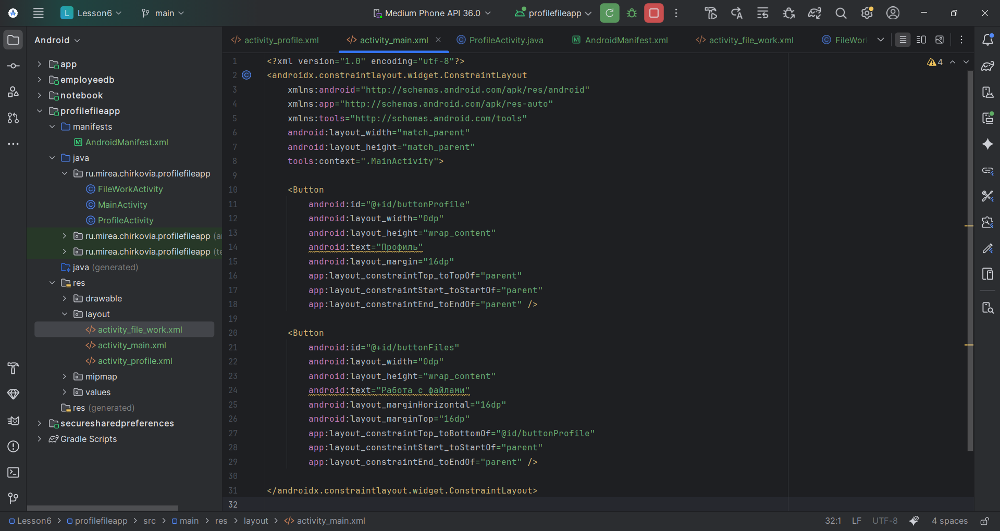 L Lesson6 main Medium Phone API 36.0 profilefileapp
Android
app
employeedb
notebook
profilefileapp
manifests
AndroidManifest.xml
java
ru.mirea.chirkovia.profilefileapp
FileWorkActivity
MainActivity
ProfileActivity
ru.mirea.chirkovia.profilefileapp
ru.mirea.chirkovia.profilefileapp
java (generated)
res
drawable
layout
activity_file_work.xml
activity_main.xml
activity_profile.xml
mipmap
values
res (generated)
securesharedpreferences
Gradle Scripts
activity_profile.xml activity_main.xml ProfileActivity.java AndroidManifest.xml activity_file_work.xml
4
1 <?xml version="1.0" encoding="utf-8"?>
2 <androidx.constraintlayout.widget.ConstraintLayout
3 xmlns:android="http://schemas.android.com/apk/res/android"
4 xmlns:app="http://schemas.android.com/apk/res-auto"
5 xmlns:tools="http://schemas.android.com/tools"
6 android:layout_width="match_parent"
7 android:layout_height="match_parent"
8 tools:context=".MainActivity">
9
10 <Button
11 android:id="@+id/buttonProfile"
12 android:layout_width="0dp"
13 android:layout_height="wrap_content"
14 android:text="Профиль"
15 android:layout_margin="16dp"
16 app:layout_constraintTop_toTopOf="parent"
17 app:layout_constraintStart_toStartOf="parent"
18 app:layout_constraintEnd_toEndOf="parent" />
19
20 <Button
21 android:id="@+id/buttonFiles"
22 android:layout_width="0dp"
23 android:layout_height="wrap_content"
24 android:text="Работа с файлами"
25 android:layout_marginHorizontal="16dp"
26 android:layout_marginTop="16dp"
27 app:layout_constraintTop_toBottomOf="@id/buttonProfile"
28 app:layout_constraintStart_toStartOf="parent"
29 app:layout_constraintEnd_toEndOf="parent" />
30
31 </androidx.constraintlayout.widget.ConstraintLayout>
32
Lesson6 > profilefileapp > src > main > res > layout > activity_main.xml 32:1 LF UTF-8 4 spaces